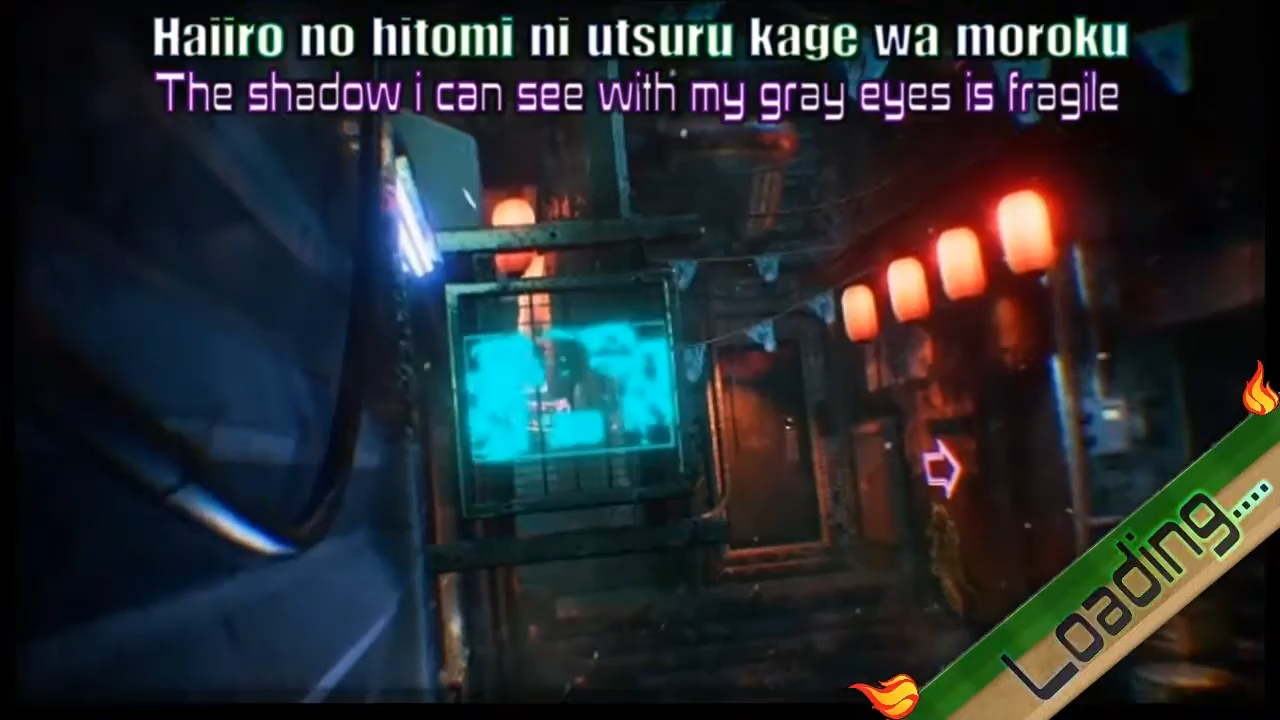 Haiiro no hitomi ni utsuru kage wa moroku
The shadow i can see with my gray eyes is fragile
Loading....